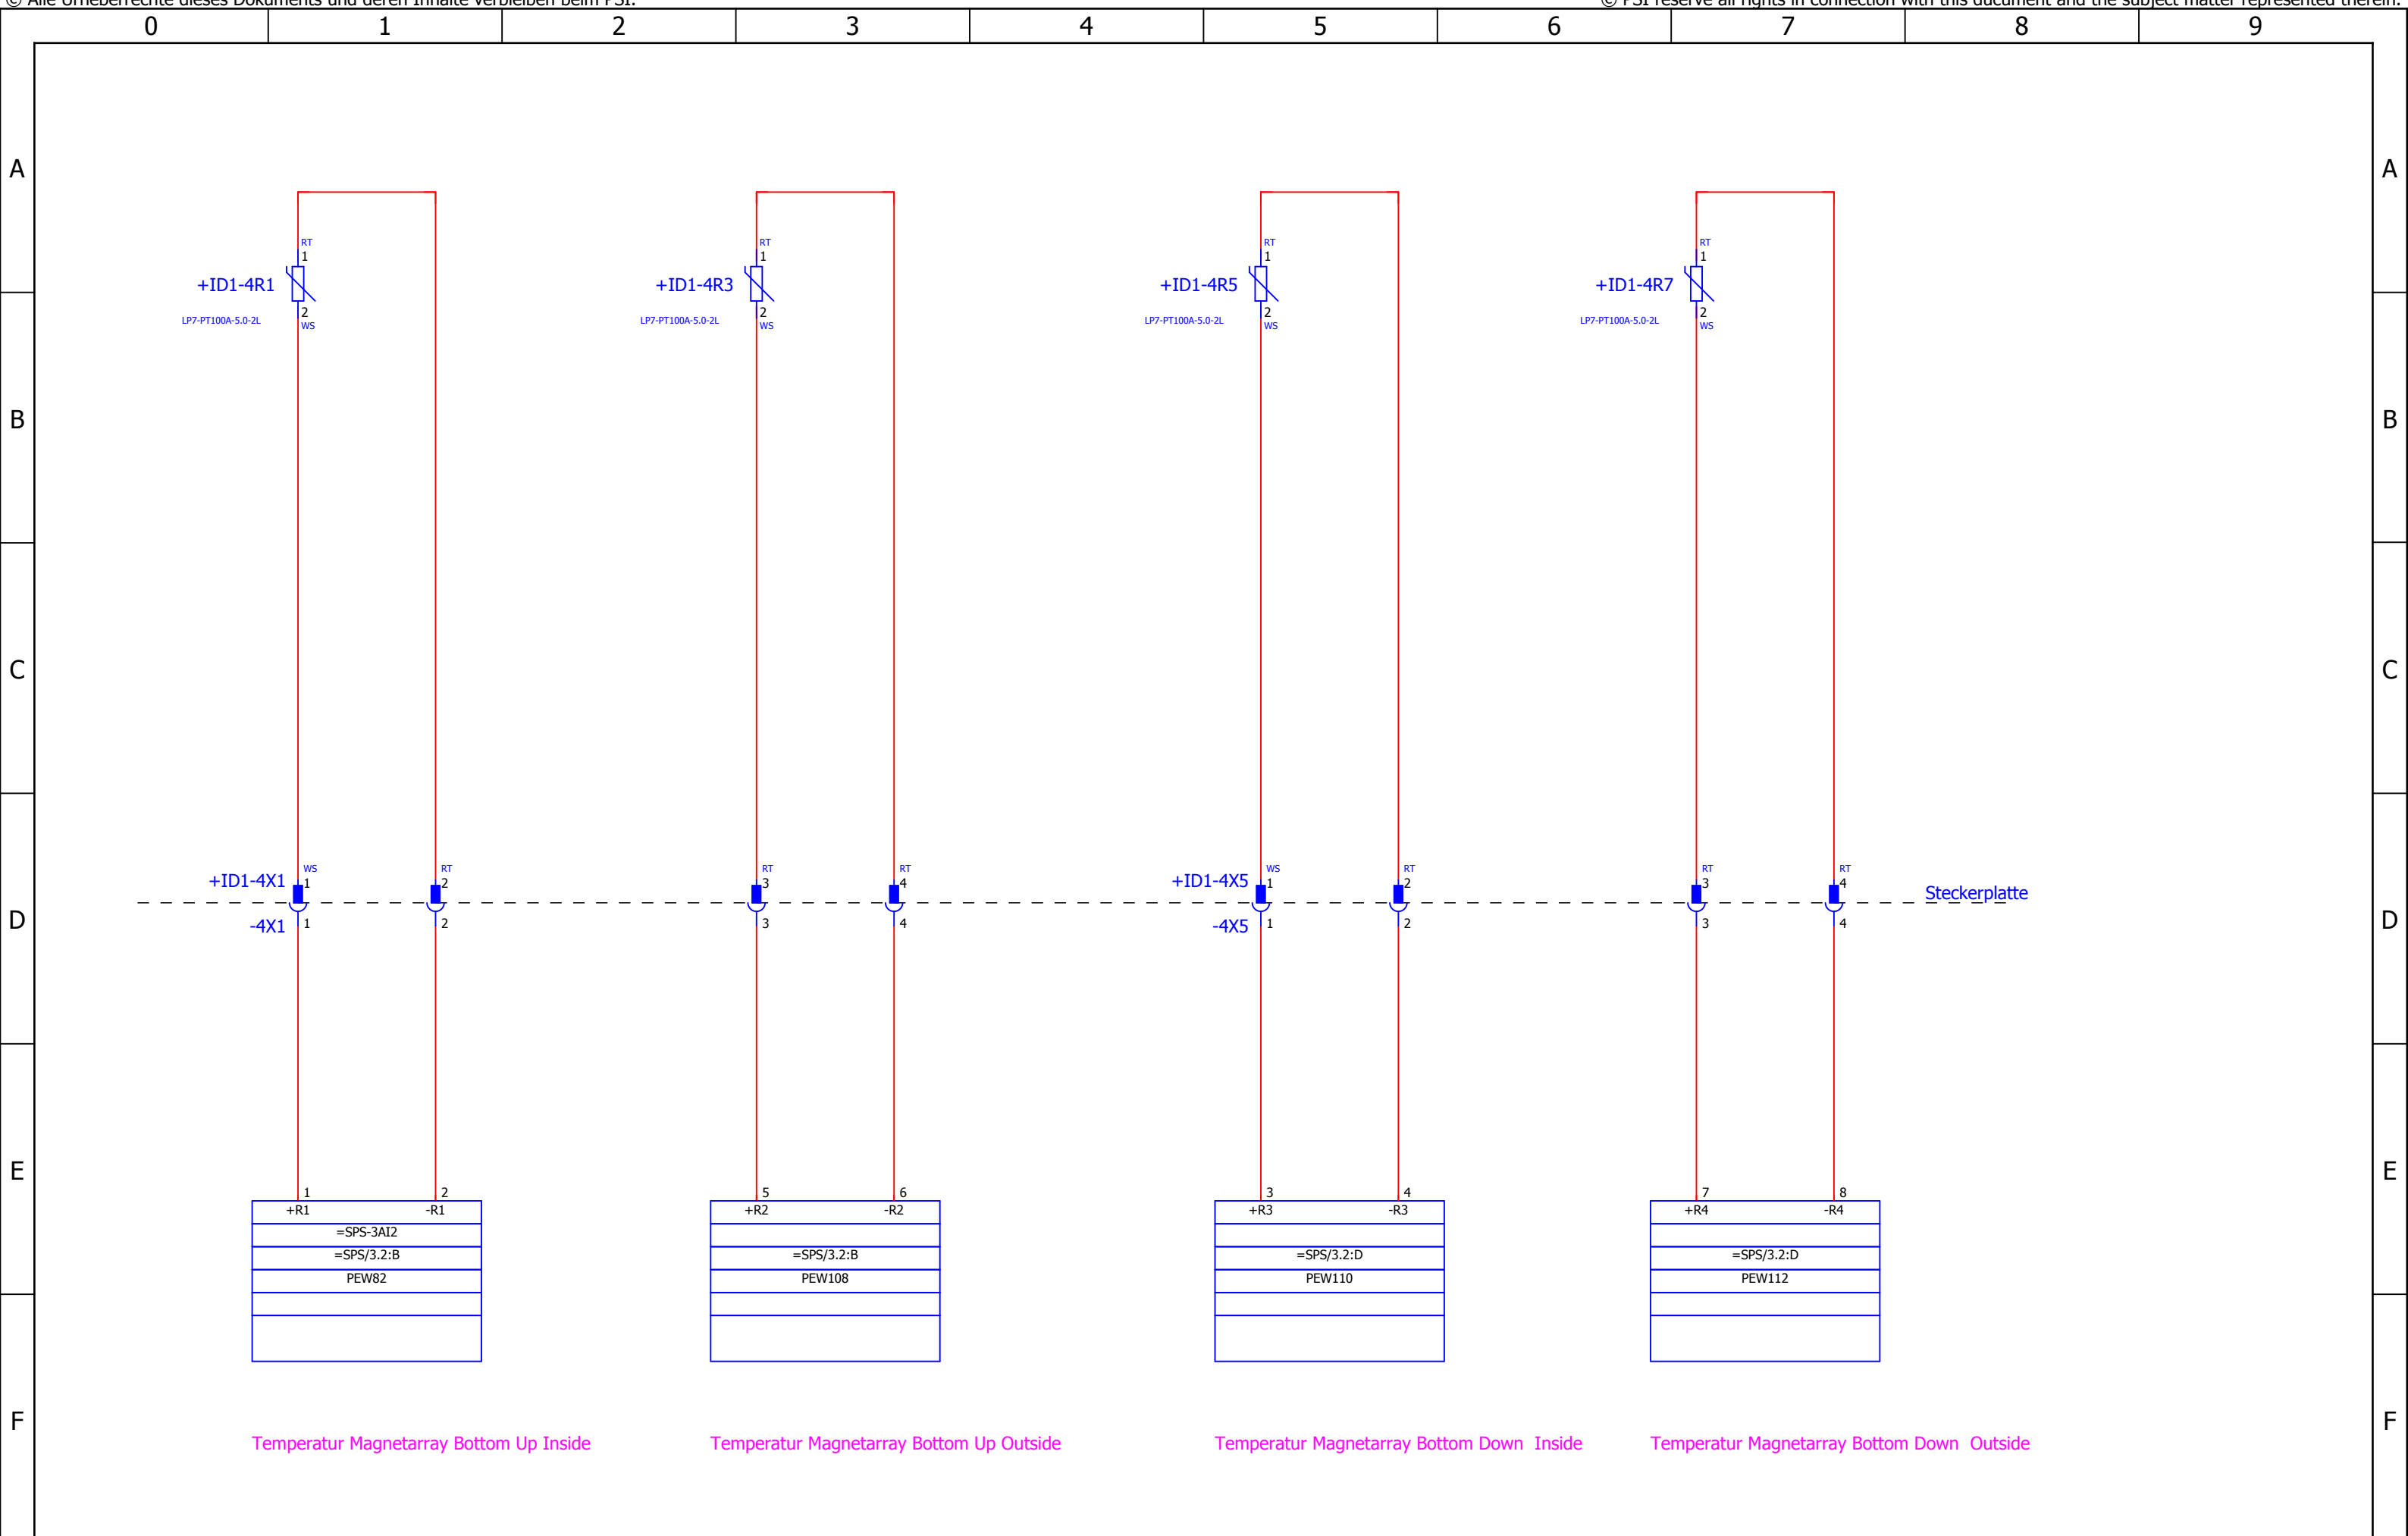 © Alle Urheberrechte dieses Dokuments und deren Inhalte verbleiben beim PSI.
© PSI reserve all rights in connection with this ducument and the subject matter represented therein.
0 1 2 3 4 5 6 7 8 9
A A
RT RT RT RT
1 1 1 1
+ID1-4R1 +ID1-4R3 +ID1-4R5 +ID1-4R7
2 2 2 2
LP7-PT100A-5.0-2L WS LP7-PT100A-5.0-2L WS LP7-PT100A-5.0-2L WS LP7-PT100A-5.0-2L WS
B B
C C
WS RT RT RT WS RT RT RT
+ID1-4X1 1 2 3 4 +ID1-4X5 1 2 3 4
Steckerplatte
D D
-4X1 1 2 3 4 -4X5 1 2 3 4
E E
1 2 5 6 3 4 7 8
+R1 -R1 +R2 -R2 +R3 -R3 +R4 -R4
=SPS-3AI2
=SPS/3.2:B =SPS/3.2:B =SPS/3.2:D =SPS/3.2:D
PEW82 PEW108 PEW110 PEW112
F F
Temperatur Magnetarray Bottom Up Inside Temperatur Magnetarray Bottom Up Outside Temperatur Magnetarray Bottom Down  Inside Temperatur Magnetarray Bottom Down  Outside